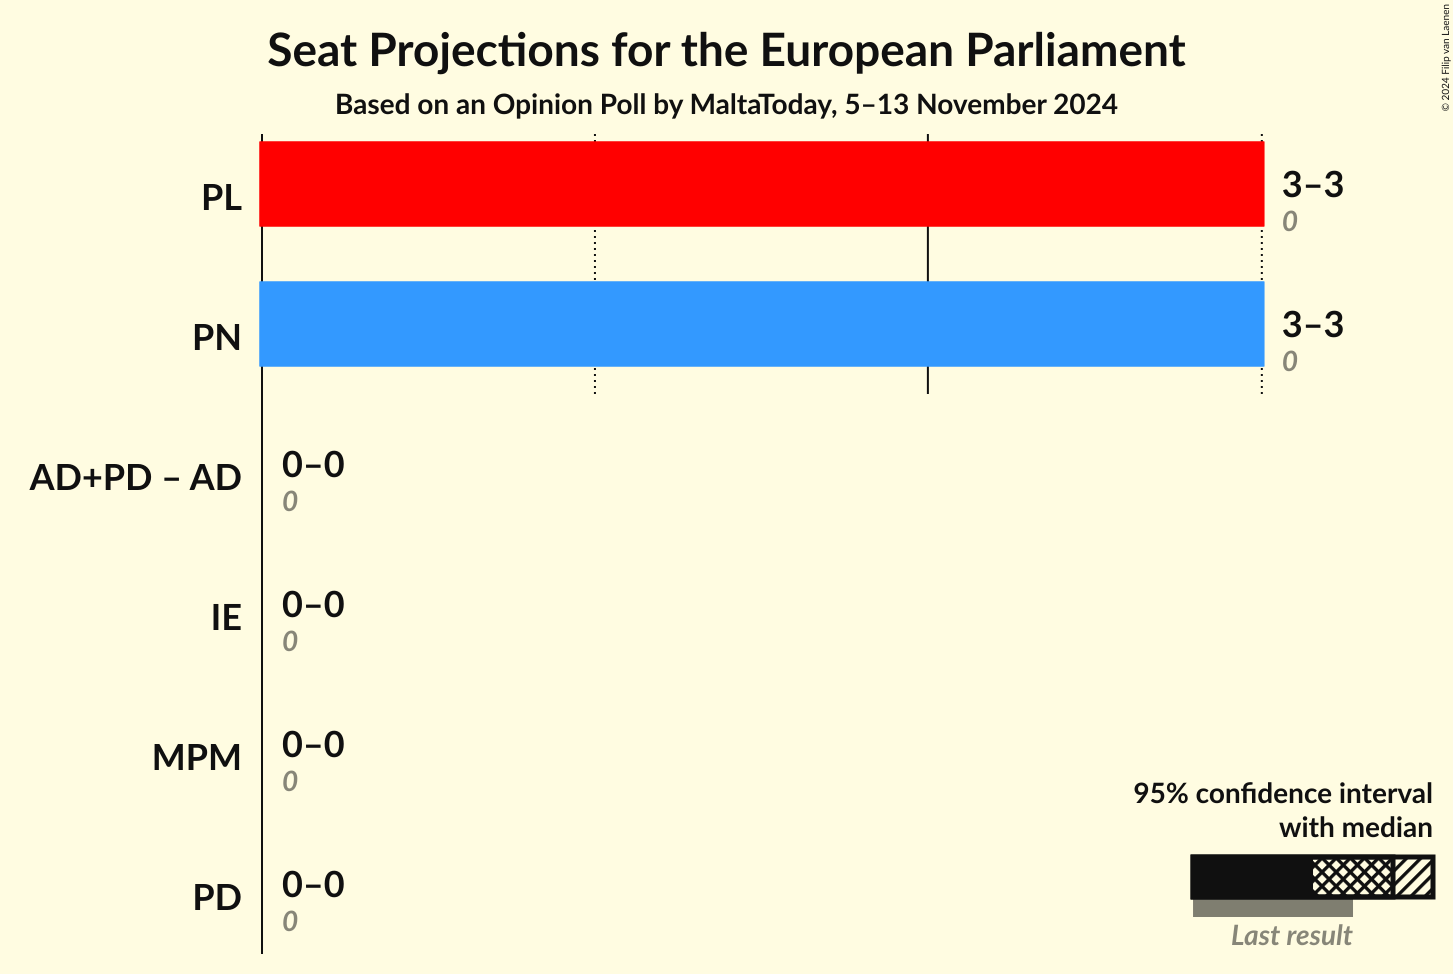 Seat Projections for the European Parliament
Based on an Opinion Poll by MaltaToday, 5–13 November 2024
© 2024 Filip van Laenen
PL
3–3
0
PN
3–3
0
AD+PD – AD
0–0
0
IE
0–0
0
MPM
0–0
0
PD
0–0
0
95% confidence interval
with median
Last result